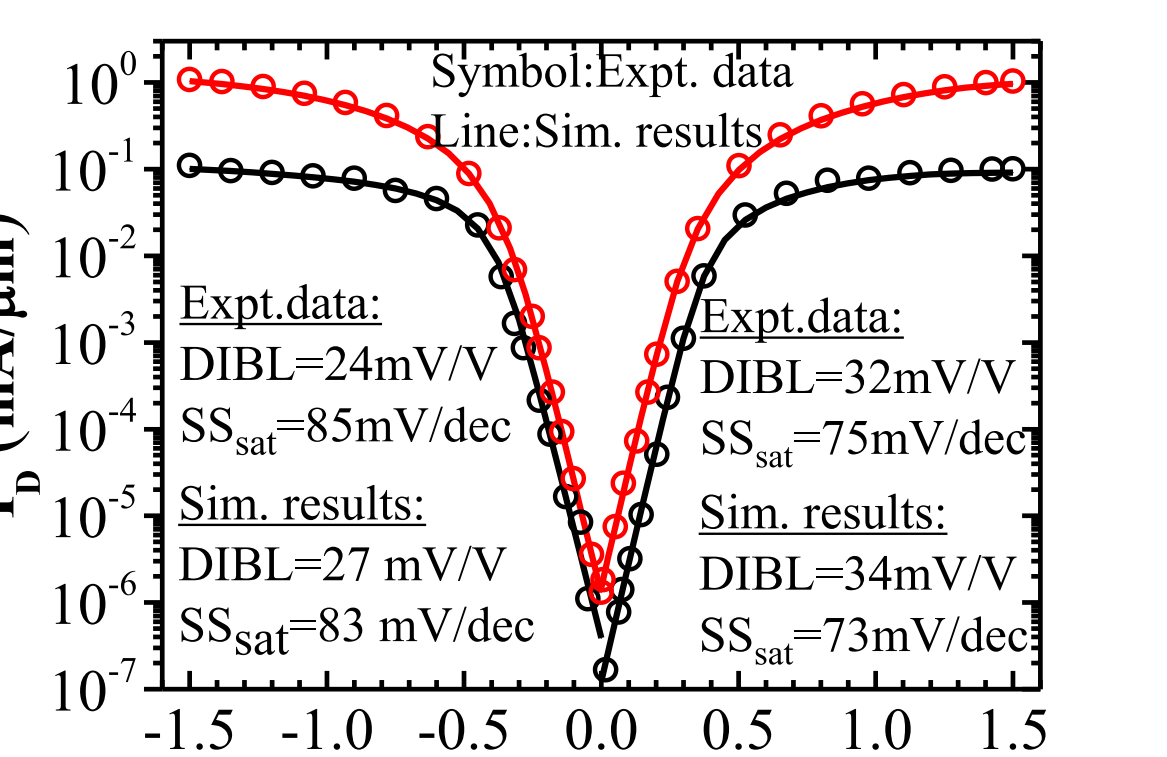 Symbol:Expt. data
Line:Sim. results
10^0
10^-1
10^-2
10^-3
10^-4
10^-5
10^-6
10^-7
I_D (mA/μm)
Expt.data:
DIBL=24mV/V
SS_sat=85mV/dec
Sim. results:
DIBL=27 mV/V
SS_sat=83 mV/dec
Expt.data:
DIBL=32mV/V
SS_sat=75mV/dec
Sim. results:
DIBL=34mV/V
SS_sat=73mV/dec
-1.5 -1.0 -0.5 0.0 0.5 1.0 1.5